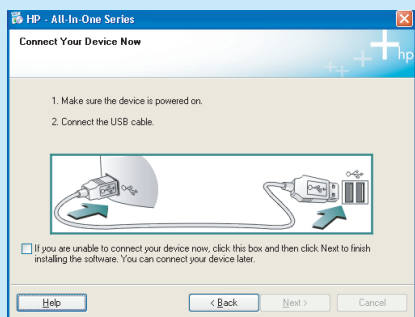 HP - All-In-One Series
Connect Your Device Now
hp
1. Make sure the device is powered on.
2. Connect the USB cable.
If you are unable to connect your device now, click this box and then click Next to finish
installing the software. You can connect your device later.
Help
< Back
Next >
Cancel